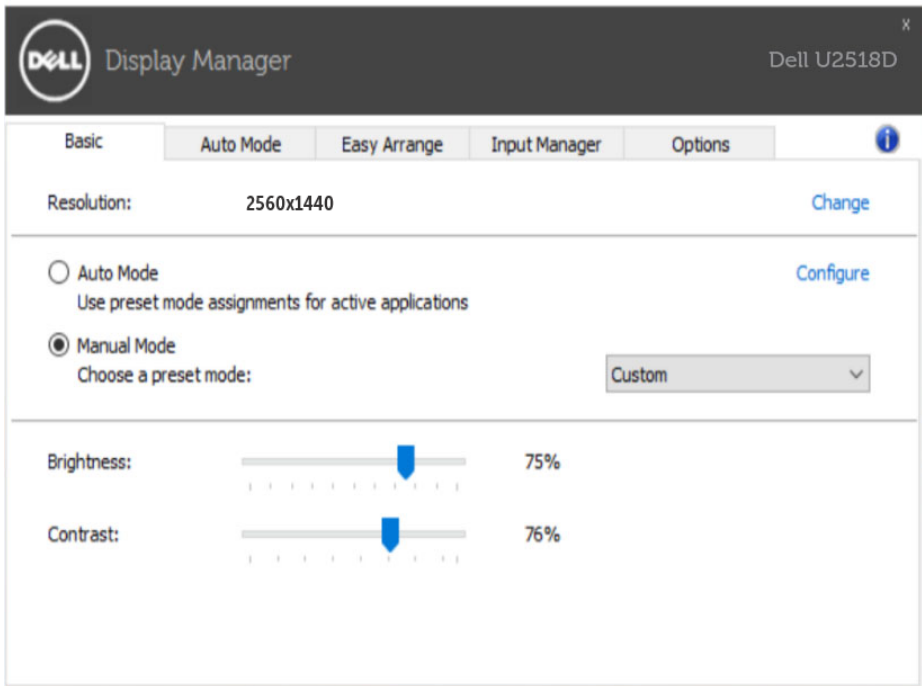 DELL Display Manager
X
Dell U2518D
Basic Auto Mode Easy Arrange Input Manager Options i
Resolution: 2560x1440 Change
Auto Mode Configure
Use preset mode assignments for active applications
Manual Mode
Choose a preset mode: Custom
Brightness: 75%
Contrast: 76%